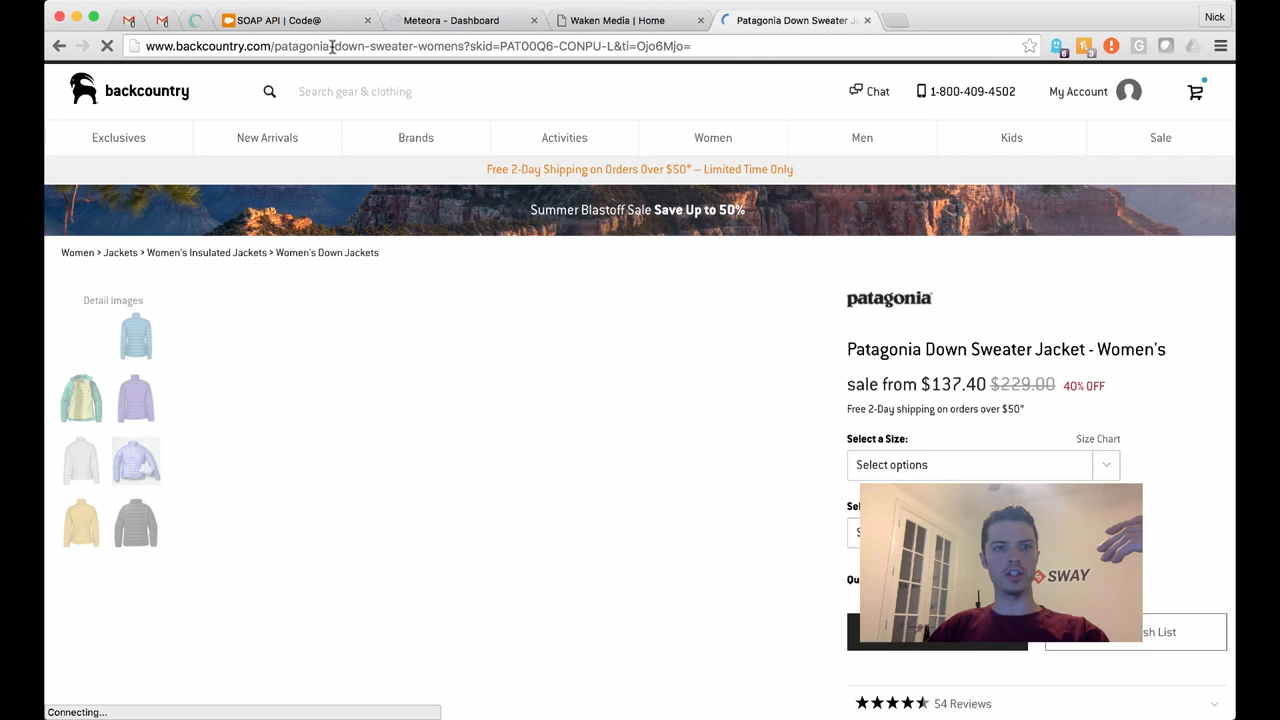 SOAP API | Code@
Meteora - Dashboard
Waken Media | Home
Patagonia Down Sweater J
Nick
www.backcountry.com/patagonia-down-sweater-womens?skid=PAT00Q6-CONPU-L&ti=Ojo6Mjo=
backcountry
Search gear & clothing
Chat
1-800-409-4502
My Account
Exclusives
New Arrivals
Brands
Activities
Women
Men
Kids
Sale
Free 2-Day Shipping on Orders Over $50* – Limited Time Only
Summer Blastoff Sale Save Up to 50%
Women > Jackets > Women's Insulated Jackets > Women's Down Jackets
Detail Images
patagonia
Patagonia Down Sweater Jacket - Women's
sale from $137.40 $229.00 40% OFF
Free 2-Day shipping on orders over $50*
Select a Size:
Size Chart
Select options
Sel
S
SWAY
Qu
sh List
54 Reviews
Connecting...